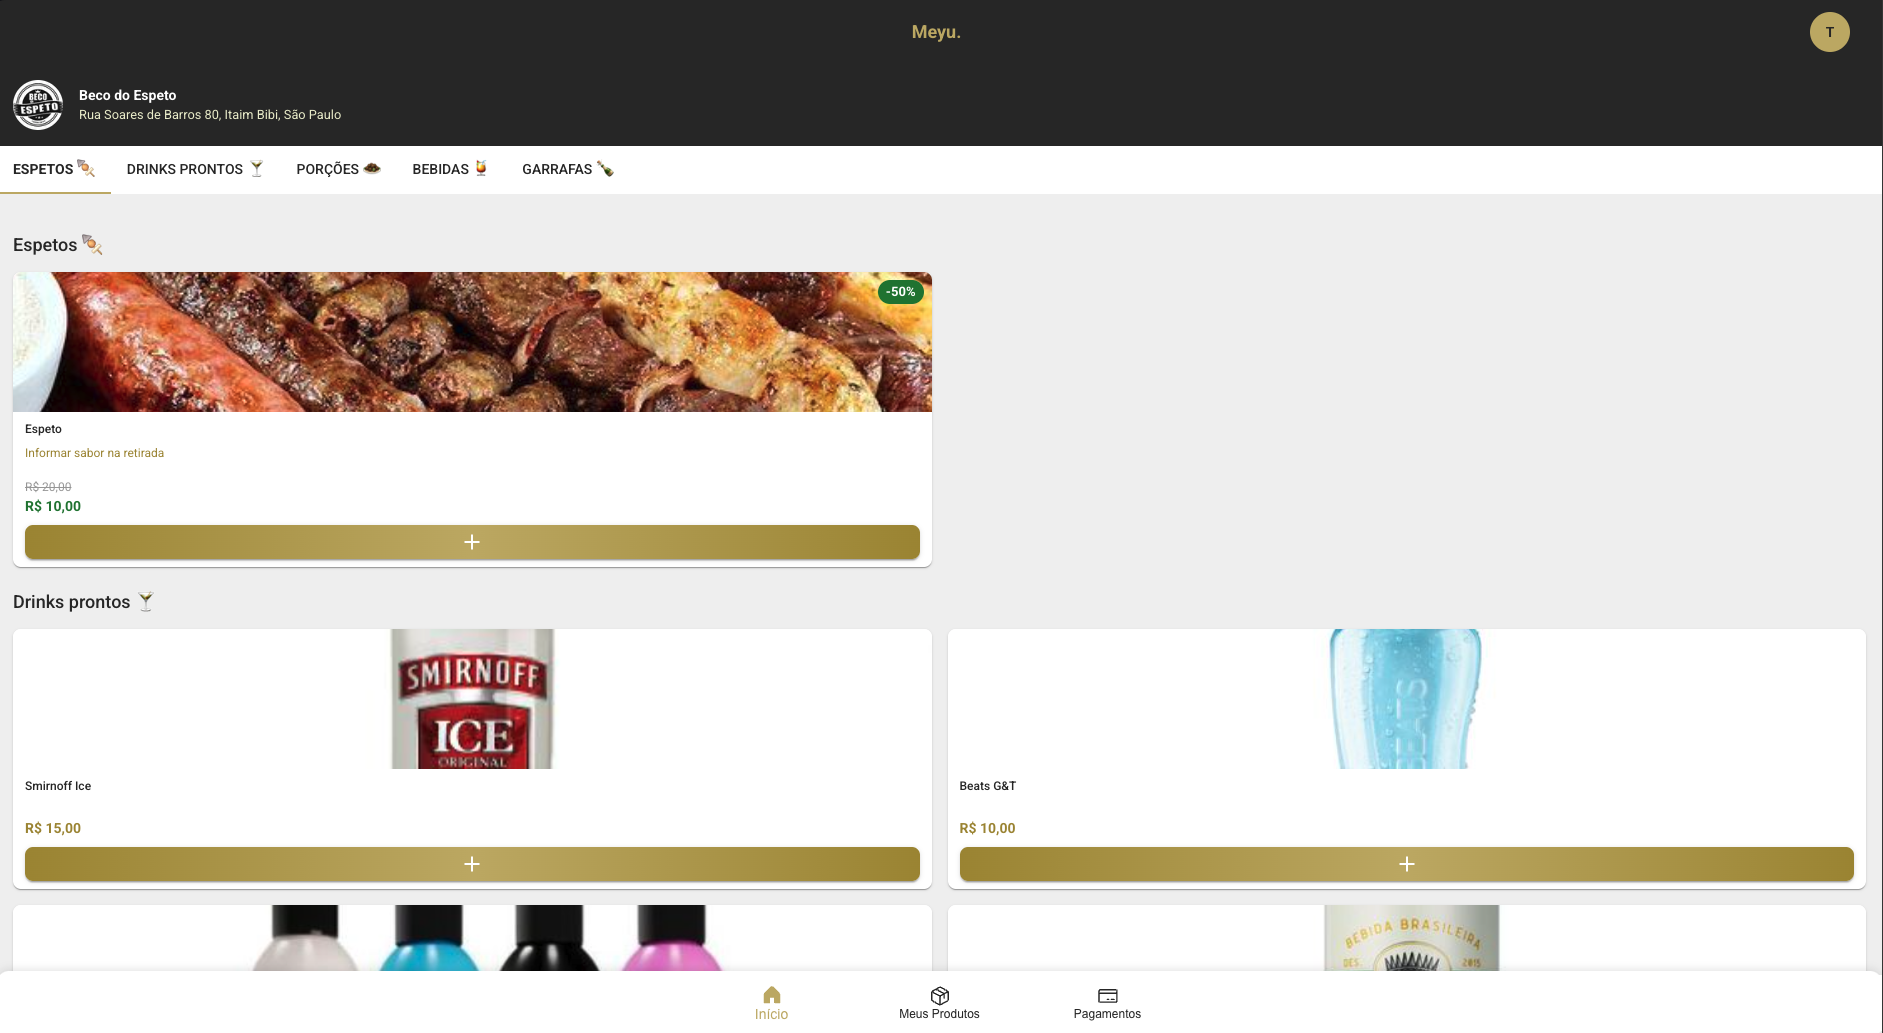 Meyu.
T
BECO
ESPETO
Beco do Espeto
Rua Soares de Barros 80, Itaim Bibi, São Paulo
ESPETOS
DRINKS PRONTOS
PORÇÕES
BEBIDAS
GARRAFAS
Espetos
-50%
Espeto
Informar sabor na retirada
R$ 20,00
R$ 10,00
+
Drinks prontos
SMIRNOFF
ICE
ORIGINAL
BEATS
Smirnoff Ice
Beats G&T
R$ 15,00
R$ 10,00
+
+
BEBIDA BRASILEIRA
DES. 2015
Início
Meus Produtos
Pagamentos